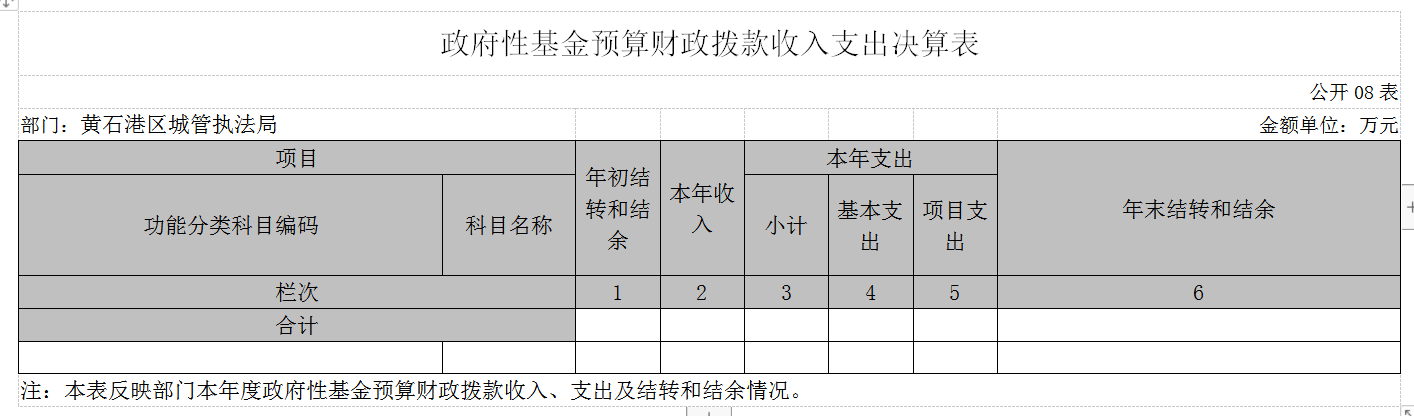 政府性基金预算财政拨款收入支出决算表
公开 08 表
部门：黄石港区城管执法局
金额单位：万元
项目
年初结
转和结
余
本年收
入
本年支出
年末结转和结余
功能分类科目编码
科目名称
小计
基本支
出
项目支
出
栏次
1
2
3
4
5
6
合计
注：本表反映部门本年度政府性基金预算财政拨款收入、支出及结转和结余情况。